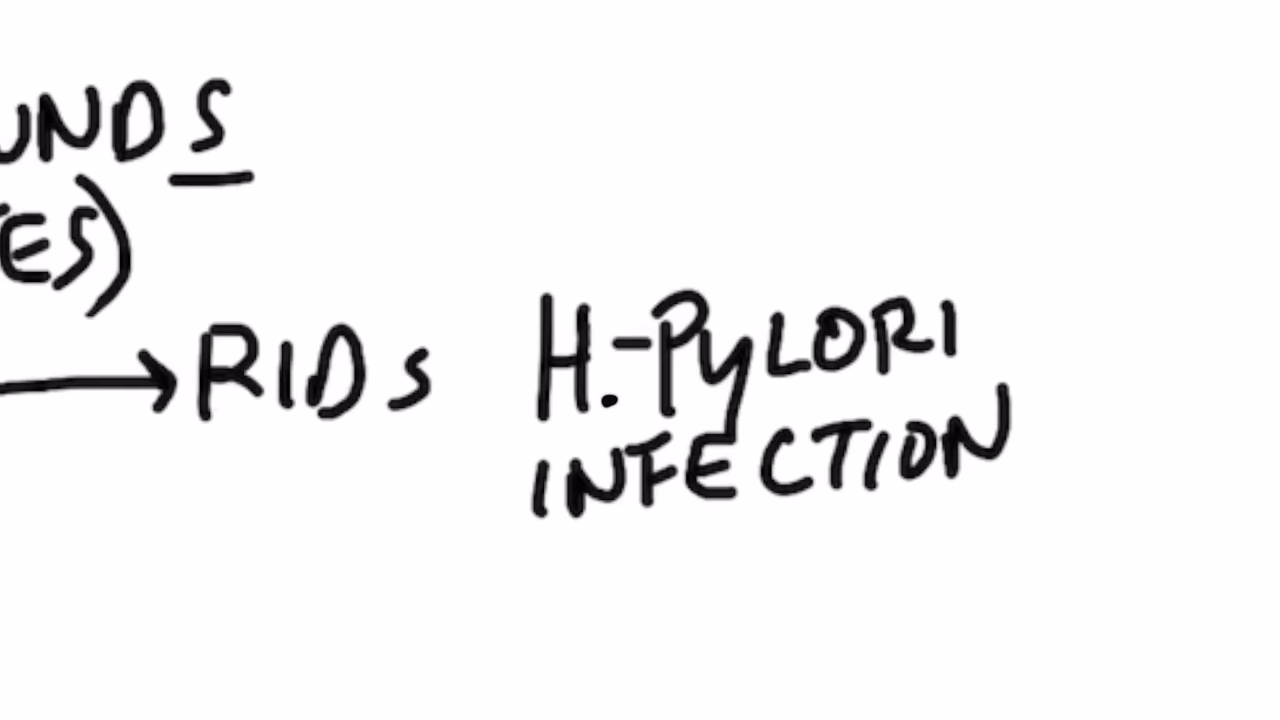 UNDS
ES)
→ RIDS H.-PyLORI
INFECTION